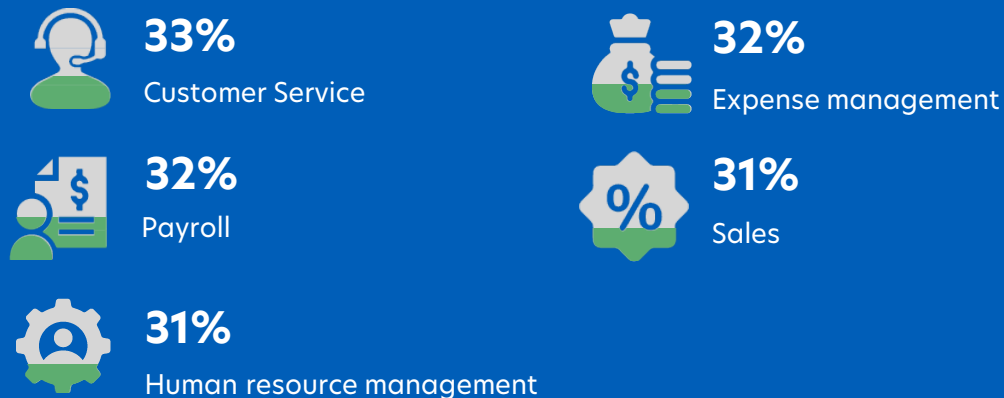 33%
Customer Service
32%
Expense management
32%
Payroll
31%
Sales
31%
Human resource management